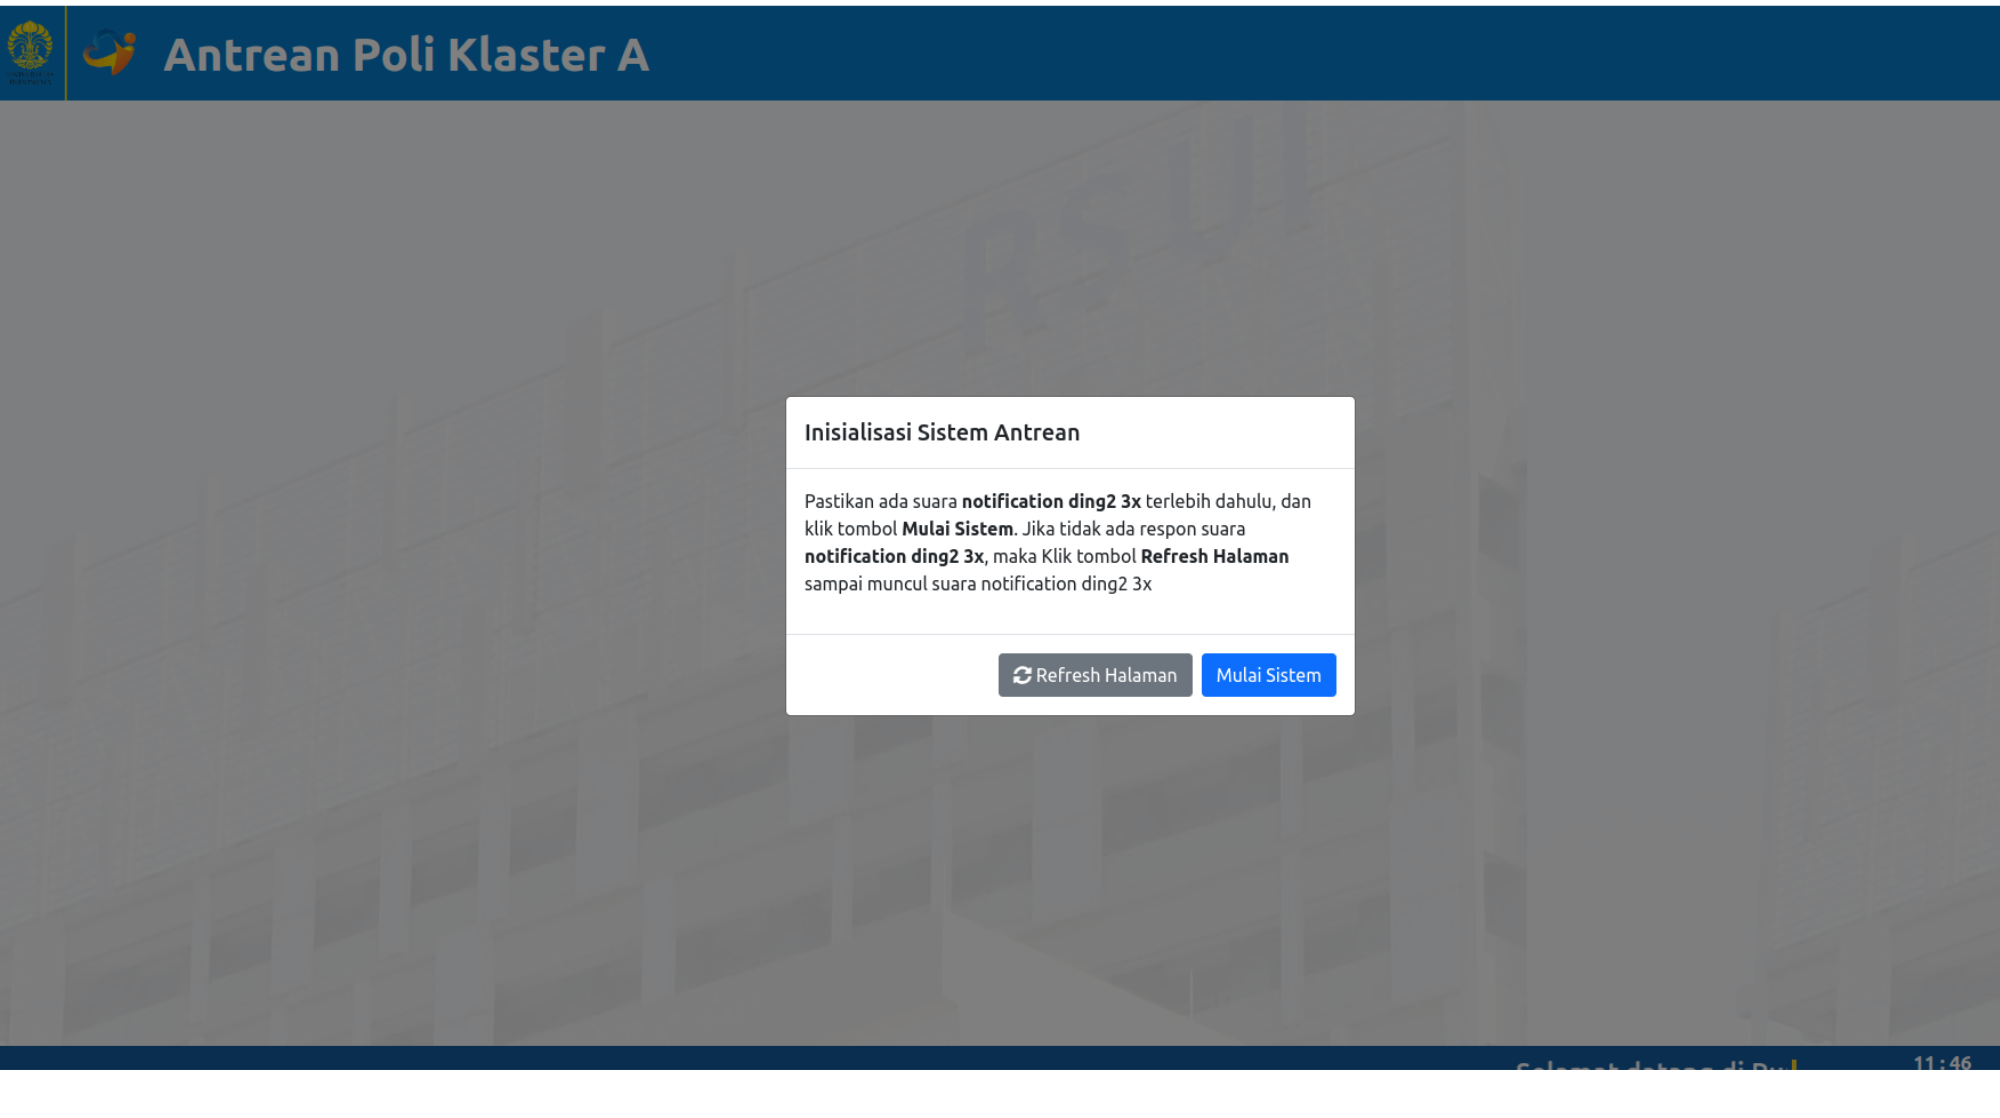 Antrean Poli Klaster A
RSUI
Inisialisasi Sistem Antrean
Pastikan ada suara notification ding2 3x terlebih dahulu, dan
klik tombol Mulai Sistem. Jika tidak ada respon suara
notification ding2 3x, maka Klik tombol Refresh Halaman
sampai muncul suara notification ding2 3x
Refresh Halaman
Mulai Sistem
Selamat datang di
11:46